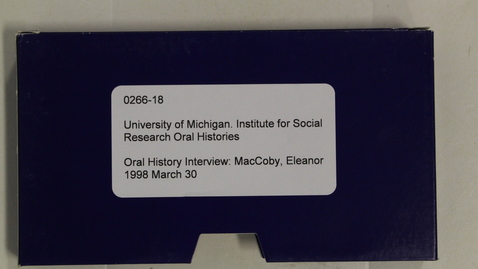 0266-18
University of Michigan. Institute for Social
Research Oral Histories
Oral History Interview: MacCoby, Eleanor
1998 March 30